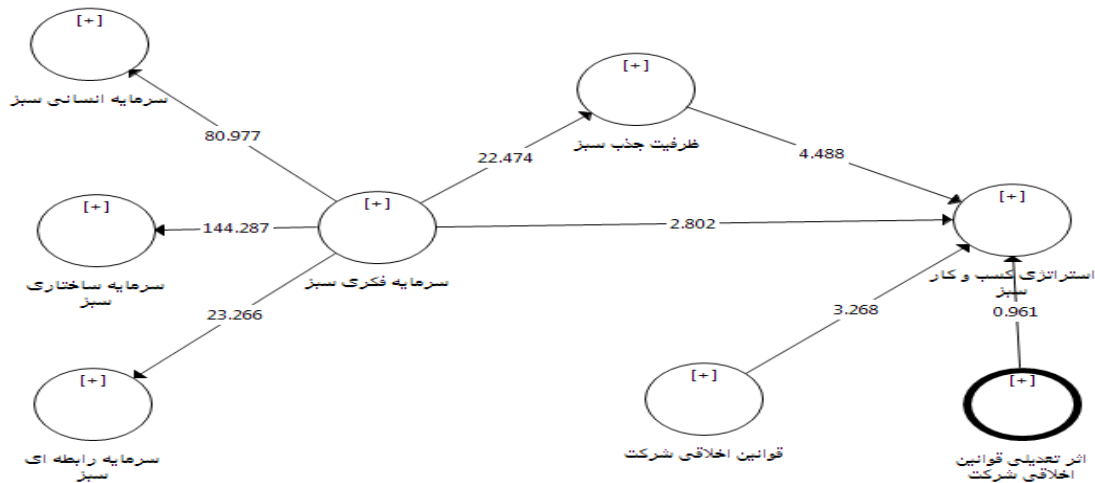 [+]
سرمایه انسانی سبز
[+]
ظرفیت جذب سبز
80.977
22.474
4.488
[+]
سرمایه ساختاری
سبز
144.287
[+]
سرمایه فکری سبز
2.802
[+]
استراتژی کسب و کار
سبز
23.266
3.268
0.961
[+]
سرمایه رابطه ای
سبز
[+]
قوانین اخلاقی شرکت
[+]
اثر تعدیلی قوانین
اخلاقی شرکت